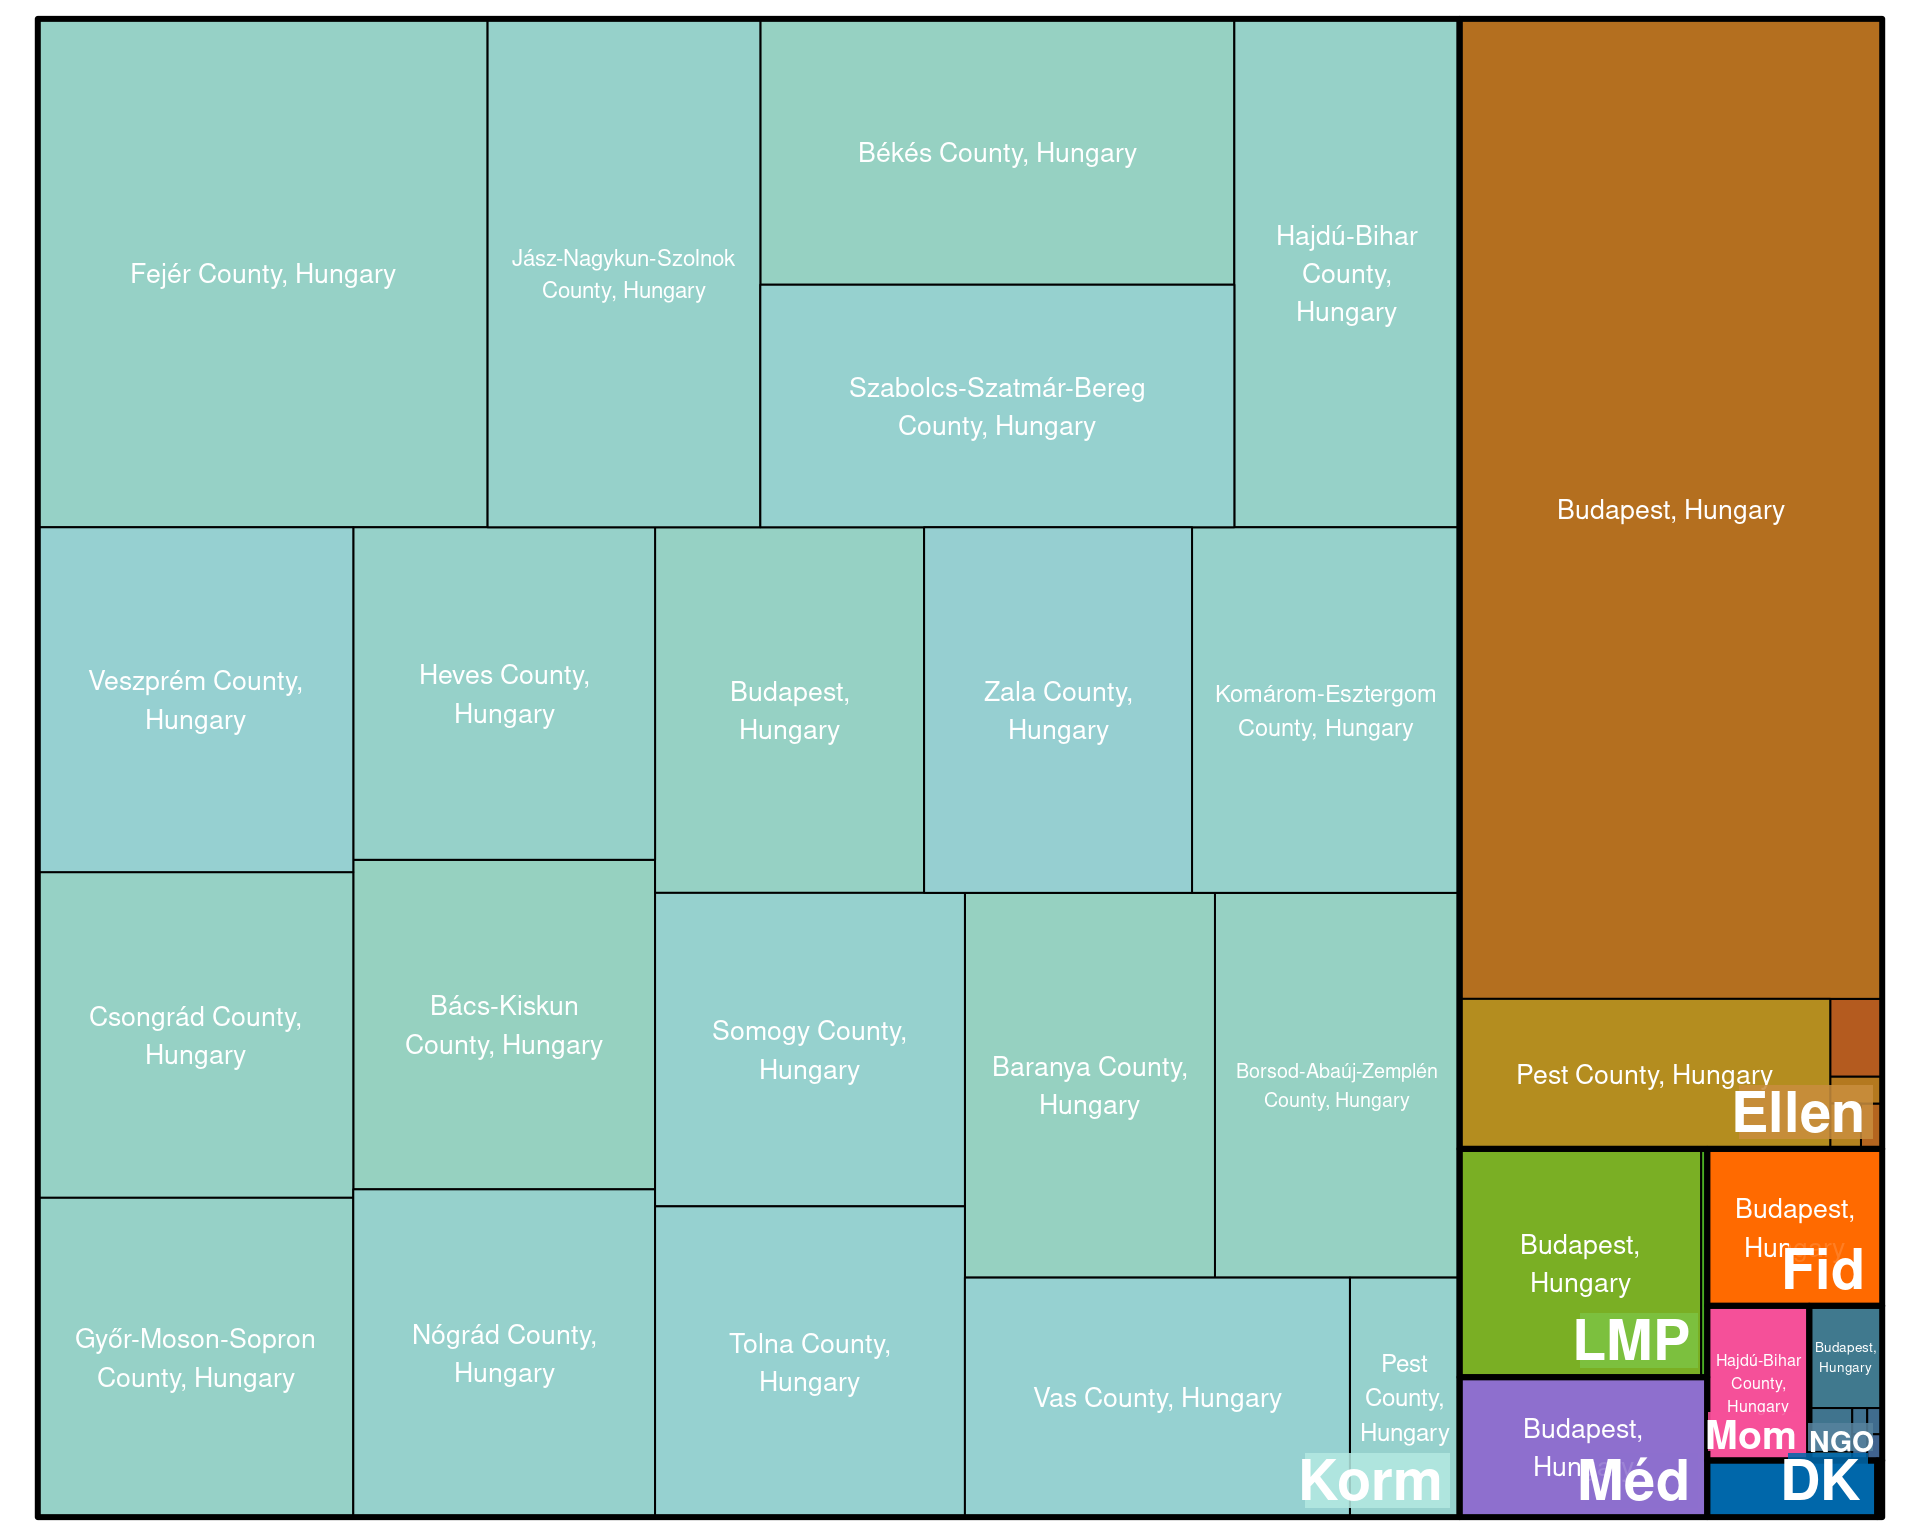 Fejér County, Hungary
Jász-Nagykun-Szolnok
County, Hungary
Békés County, Hungary
Szabolcs-Szatmár-Bereg
County, Hungary
Hajdú-Bihar
County,
Hungary
Veszprém County,
Hungary
Heves County,
Hungary
Budapest,
Hungary
Zala County,
Hungary
Komárom-Esztergom
County, Hungary
Csongrád County,
Hungary
Bács-Kiskun
County, Hungary
Somogy County,
Hungary
Baranya County,
Hungary
Borsod-Abaúj-Zemplén
County, Hungary
Győr-Moson-Sopron
County, Hungary
Nógrád County,
Hungary
Tolna County,
Hungary
Vas County, Hungary
Pest
County,
Hungary
Korm
Budapest, Hungary
Pest County, Hungary
Ellen
Budapest,
Hungary
LMP
Budapest,
Hungary
Fid
Budapest,
Hungary
Méd
Hajdú-Bihar
County,
Hungary
Mom
Budapest,
Hungary
NGO
DK